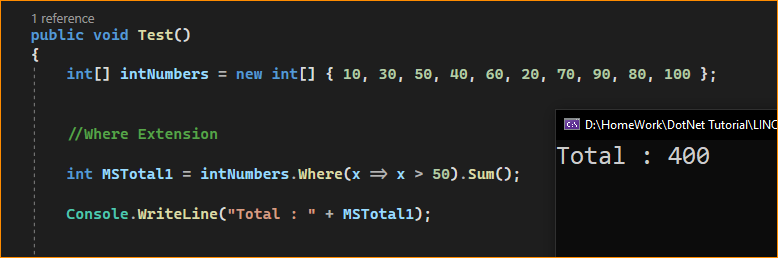 1 reference
public void Test()
{
int[] intNumbers = new int[] { 10, 30, 50, 40, 60, 20, 70, 90, 80, 100 };
//Where Extension
int MSTotal1 = intNumbers.Where(x => x > 50).Sum();
Console.WriteLine("Total : " + MSTotal1);
D:\HomeWork\DotNet Tutorial\LINC
Total : 400